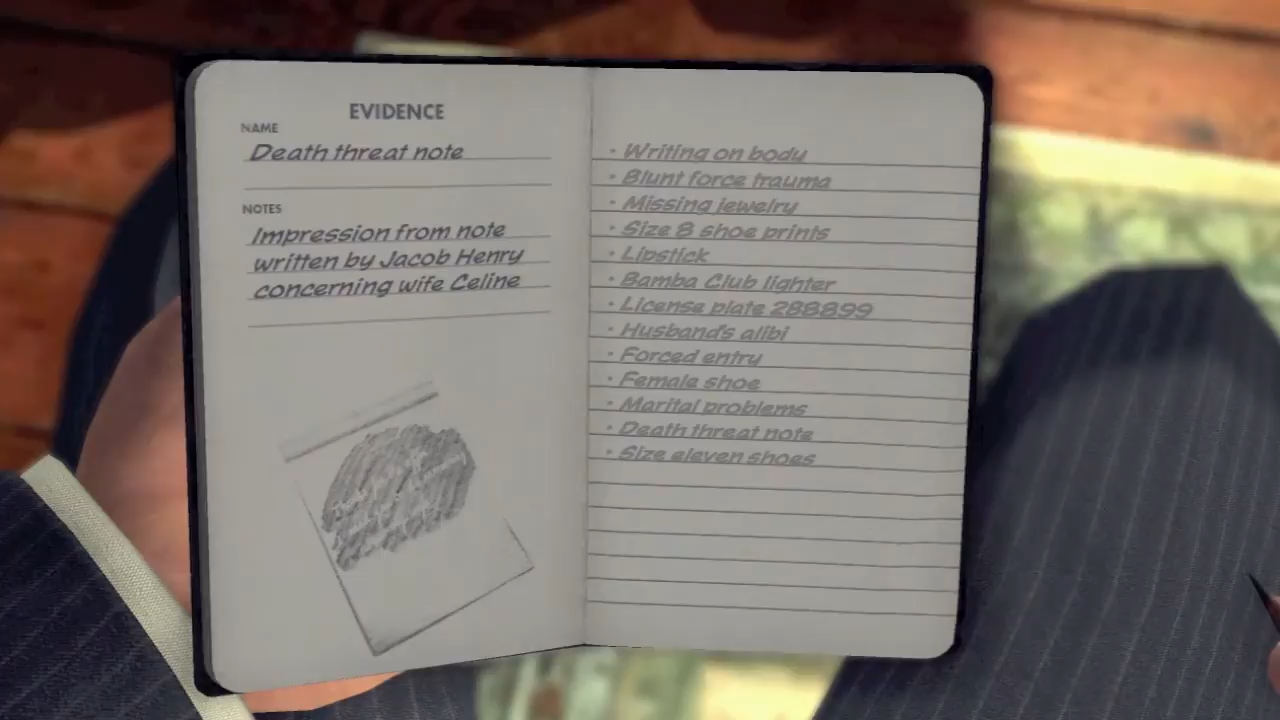 EVIDENCE
NAME
Death threat note
NOTES
Impression from note
written by Jacob Henry
concerning wife Celine
• Writing on body
• Blunt force trauma
• Missing jewelry
• Size 8 shoe prints
• Lipstick
• Bamba Club lighter
• License plate 2B8899
• Husband's alibi
• Forced entry
• Female shoe
• Marital problems
• Death threat note
• Size eleven shoes